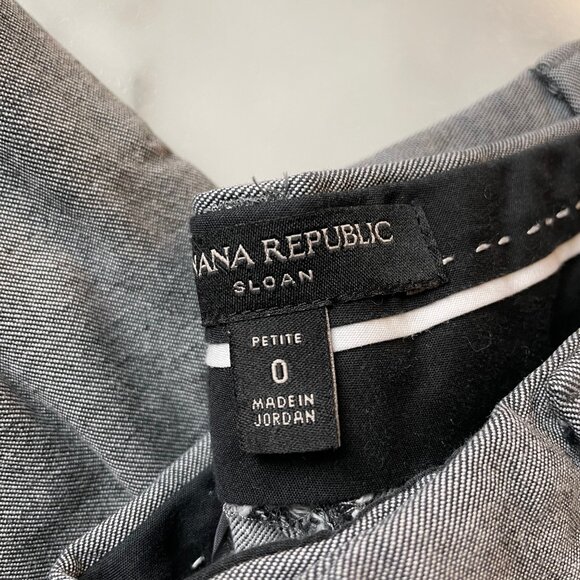 NANA REPUBLIC
SLOAN
PETITE
0
MADE IN
JORDAN